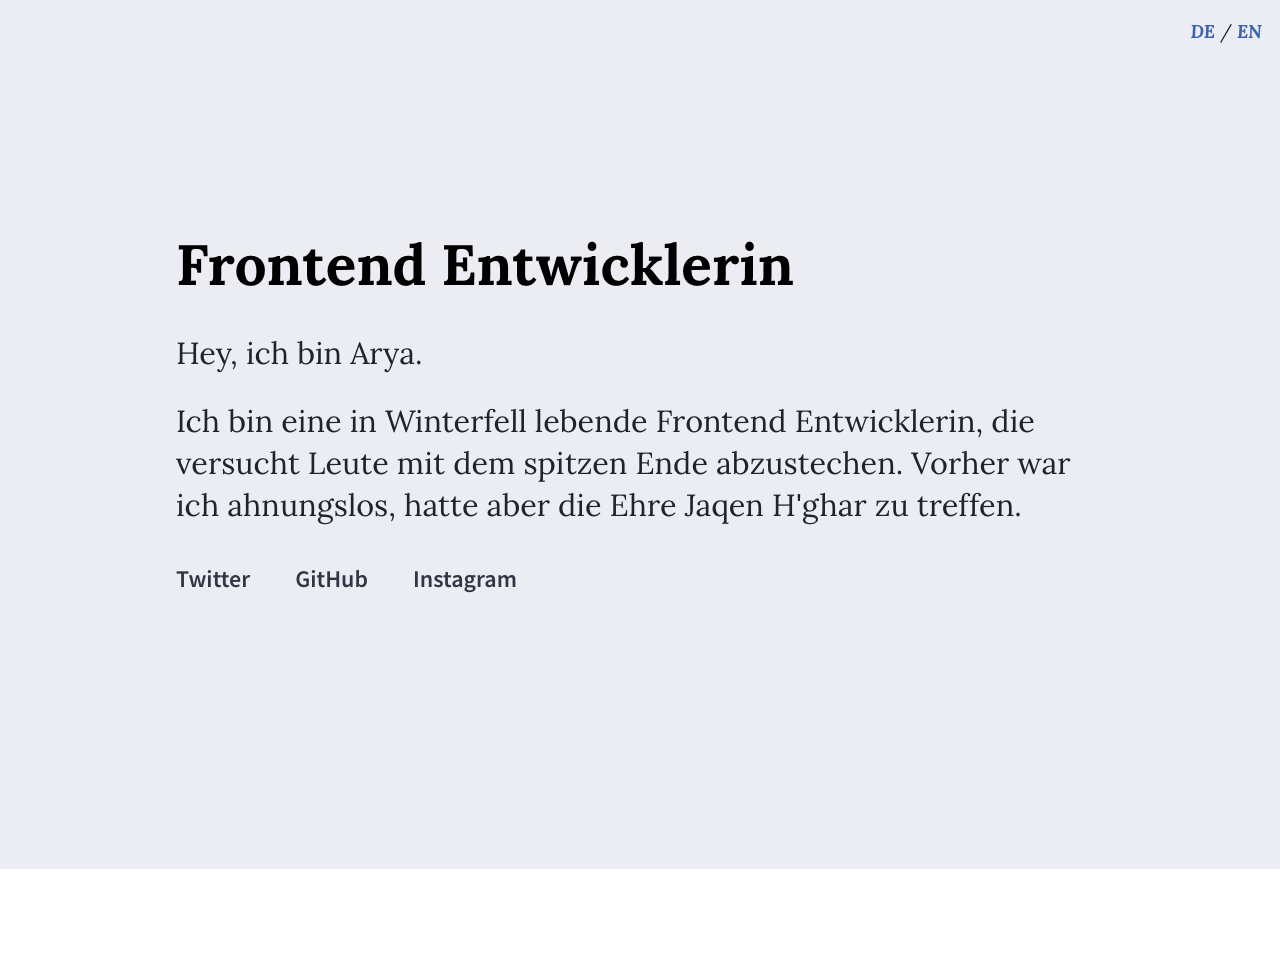 DE / EN
Frontend Entwicklerin
Hey, ich bin Arya.
Ich bin eine in Winterfell lebende Frontend Entwicklerin, die
versucht Leute mit dem spitzen Ende abzustechen. Vorher war
ich ahnungslos, hatte aber die Ehre Jaqen H'ghar zu treffen.
Twitter GitHub Instagram